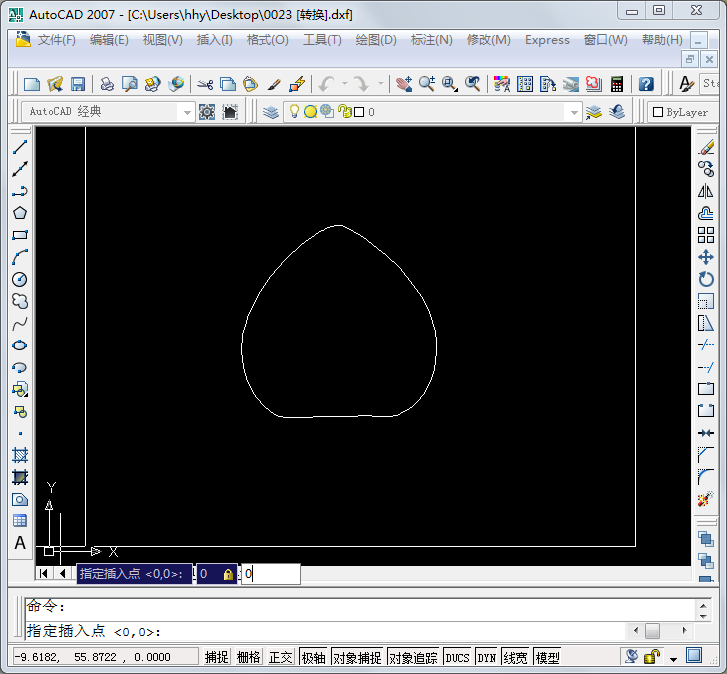 AutoCAD 2007 - [C:\Users\hhy\Desktop\0023 [转换].dxf]
文件(F) 编辑(E) 视图(V) 插入(I) 格式(O) 工具(T) 绘图(D) 标注(N) 修改(M) Express 窗口(W) 帮助(H)
AutoCAD 经典 0 ByLayer
Y
X
指定插入点 <0,0>: 0 0
命令:
指定插入点 <0,0>:
-9.6182, 55.8722 , 0.0000 捕捉 栅格 正交 极轴 对象捕捉 对象追踪 DUCS DYN 线宽 模型